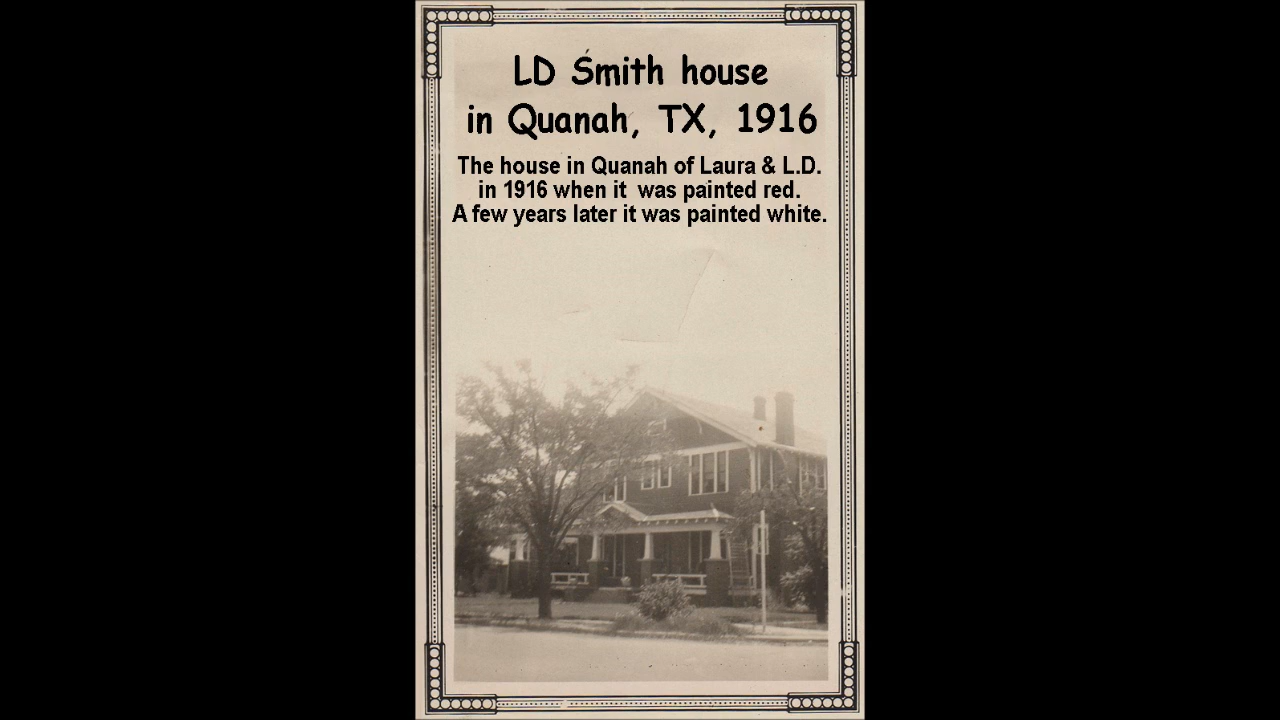 LD Smith house
in Quanah, TX, 1916
The house in Quanah of Laura & L.D.
in 1916 when it  was painted red.
A few years later it was painted white.